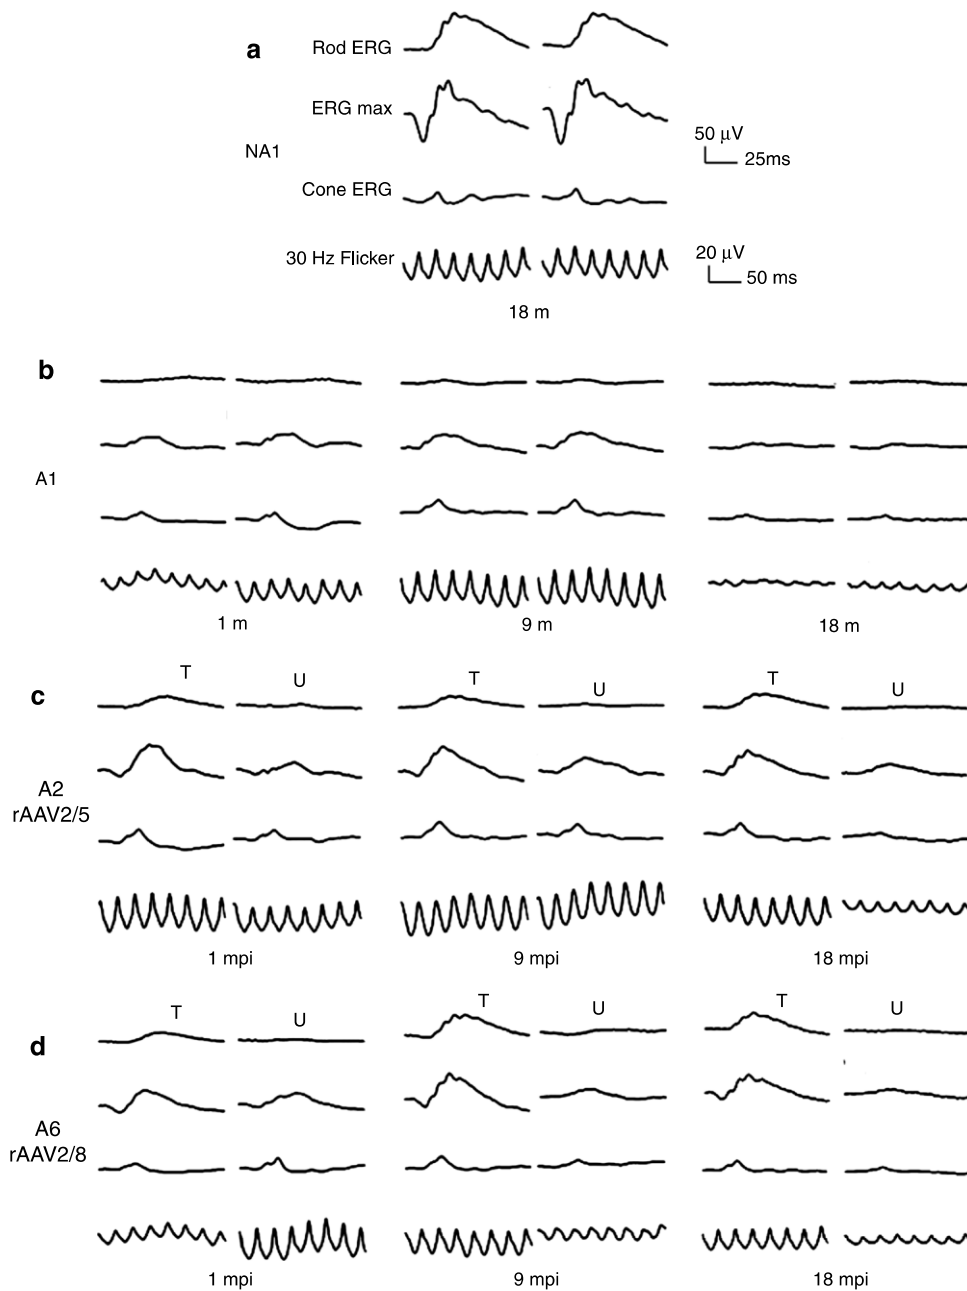 a
Rod ERG
ERG max
NA1
50 μV
25ms
Cone ERG
30 Hz Flicker
20 μV
50 ms
18 m
b
A1
1 m
9 m
18 m
c
T
U
T
U
T
U
A2
rAAV2/5
1 mpi
9 mpi
18 mpi
d
T
U
T
U
T
U
A6
rAAV2/8
1 mpi
9 mpi
18 mpi